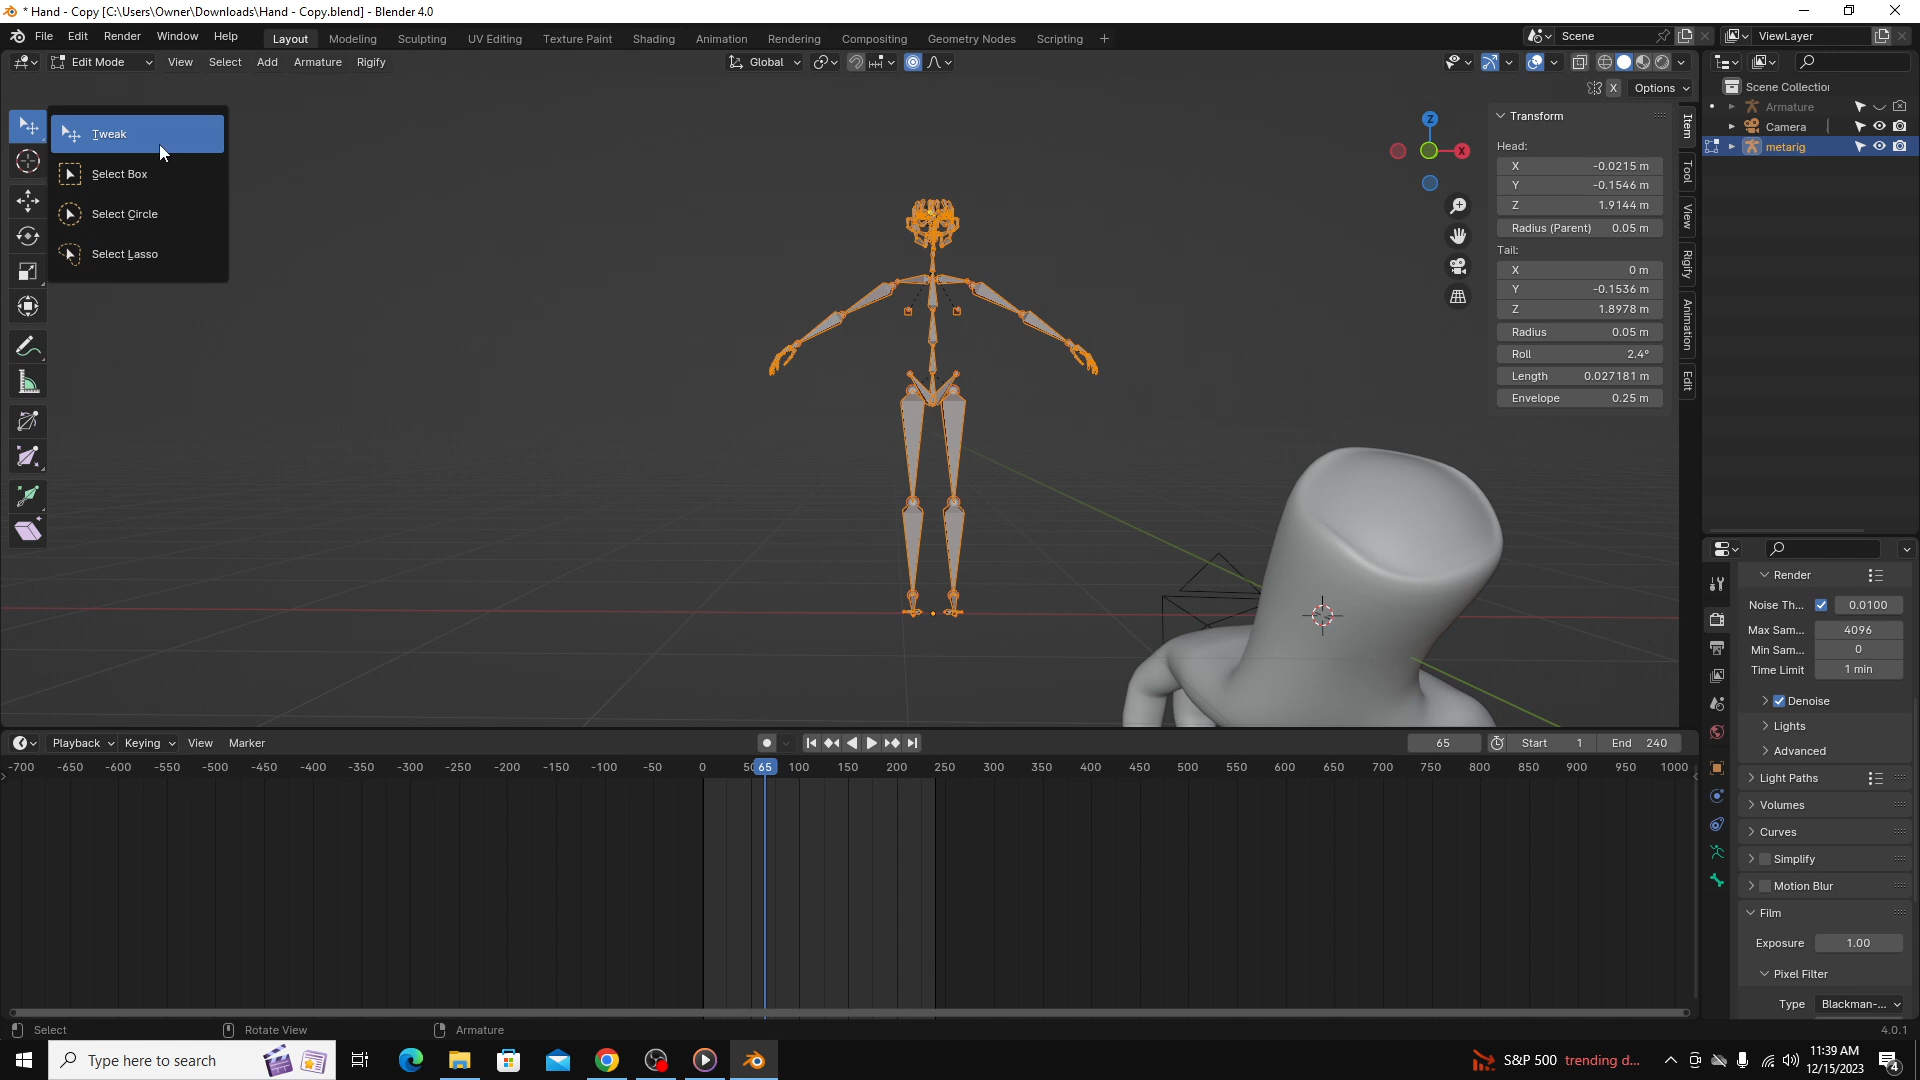 * Hand - Copy [C:\Users\Owner\Downloads\Hand - Copy.blend] - Blender 4.0
File Edit Render Window Help
Layout Modeling Sculpting UV Editing Texture Paint Shading Animation Rendering Compositing Geometry Nodes Scripting +
Scene
ViewLayer
Edit Mode View Select Add Armature Rigify
Global
X Options
Tweak
Select Box
Select Circle
Select Lasso
Z
X
Transform
Head:
X -0.0215 m
Y -0.1546 m
Z 1.9144 m
Radius (Parent) 0.05 m
Tail:
X 0 m
Y -0.1536 m
Z 1.8978 m
Radius 0.05 m
Roll 2.4°
Length 0.027181 m
Envelope 0.25 m
Item
Tool
View
Rigify
Animation
Edit
Scene Collection
Armature
Camera
metarig
Render
Noise Th... 0.0100
Max Sam... 4096
Min Sam... 0
Time Limit 1 min
Denoise
Lights
Advanced
Light Paths
Volumes
Curves
Simplify
Motion Blur
Film
Exposure 1.00
Pixel Filter
Type Blackman-...
Playback Keying View Marker
65 Start 1 End 240
-700 -650 -600 -550 -500 -450 -400 -350 -300 -250 -200 -150 -100 -50 0 50 65 100 150 200 250 300 350 400 450 500 550 600 650 700 750 800 850 900 950 1000
Select Rotate View Armature
4.0.1
Type here to search
S&P 500 trending d...
11:39 AM
12/15/2023
4